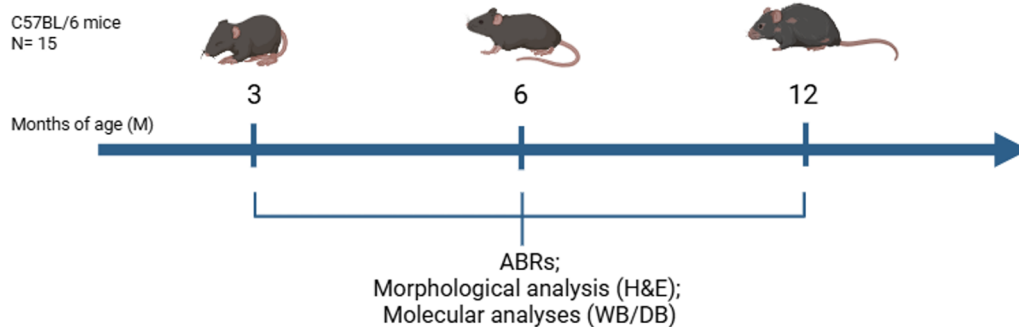 C57BL/6 mice
N= 15
3
6
12
Months of age (M)
ABRs;
Morphological analysis (H&E);
Molecular analyses (WB/DB)